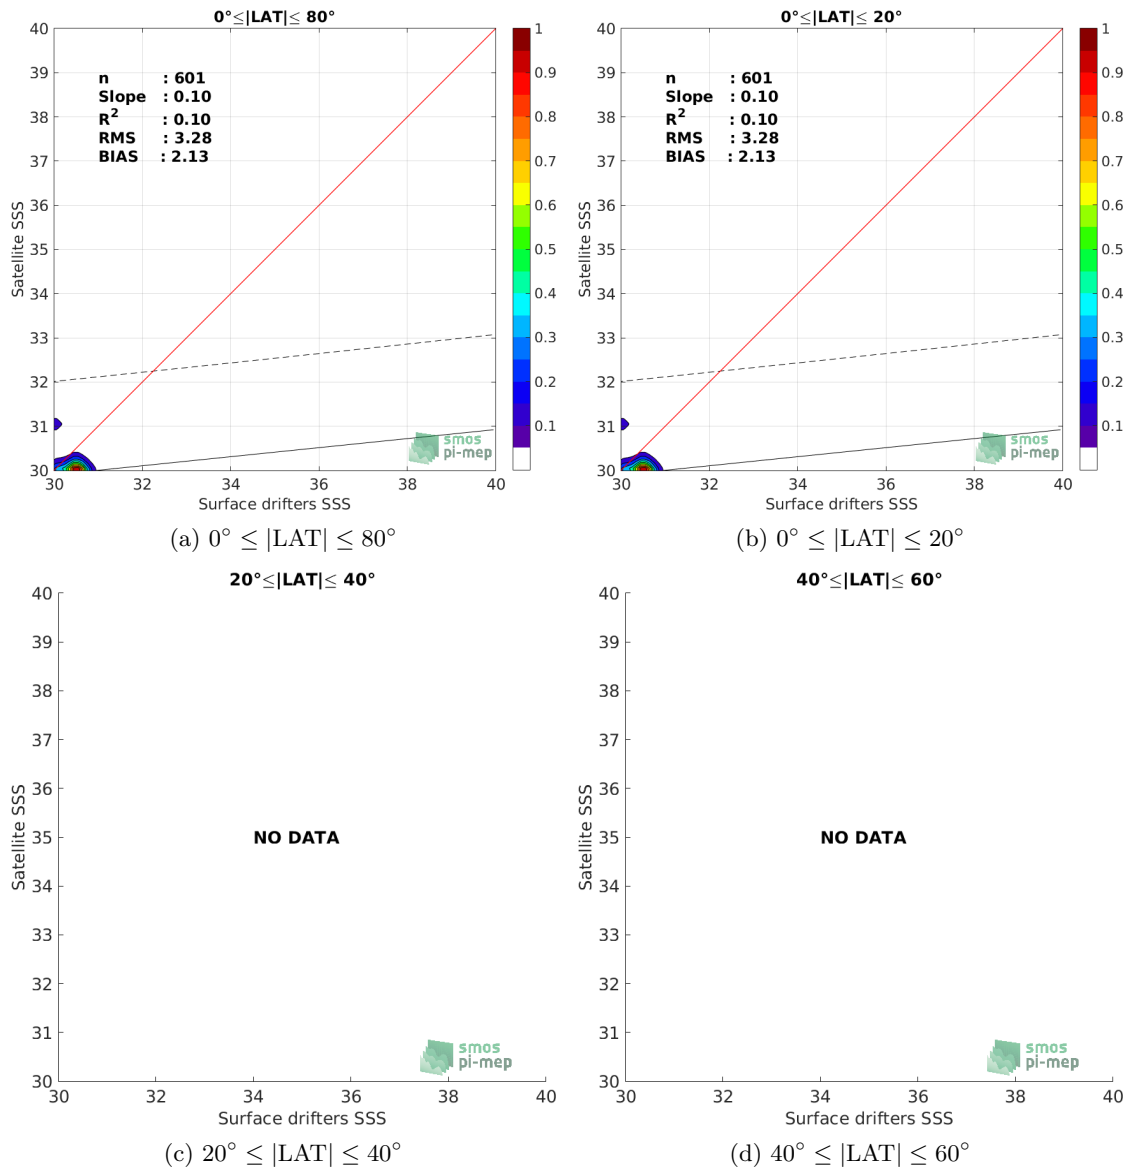 0°≤|LAT|≤ 80°
40
39
38
37
36
35
34
33
32
31
30
Satellite SSS
n : 601
Slope : 0.10
R2 : 0.10
RMS : 3.28
BIAS : 2.13
smos
pi-mep
30 32 34 36 38 40
Surface drifters SSS
1
0.9
0.8
0.7
0.6
0.5
0.4
0.3
0.2
0.1
(a) 0° ≤ |LAT| ≤ 80°
0°≤|LAT|≤ 20°
40
39
38
37
36
35
34
33
32
31
30
Satellite SSS
n : 601
Slope : 0.10
R2 : 0.10
RMS : 3.28
BIAS : 2.13
smos
pi-mep
30 32 34 36 38 40
Surface drifters SSS
1
0.9
0.8
0.7
0.6
0.5
0.4
0.3
0.2
0.1
(b) 0° ≤ |LAT| ≤ 20°
20°≤|LAT|≤ 40°
40
39
38
37
36
35
34
33
32
31
30
Satellite SSS
NO DATA
smos
pi-mep
30 32 34 36 38 40
Surface drifters SSS
(c) 20° ≤ |LAT| ≤ 40°
40°≤|LAT|≤ 60°
40
39
38
37
36
35
34
33
32
31
30
Satellite SSS
NO DATA
smos
pi-mep
30 32 34 36 38 40
Surface drifters SSS
(d) 40° ≤ |LAT| ≤ 60°